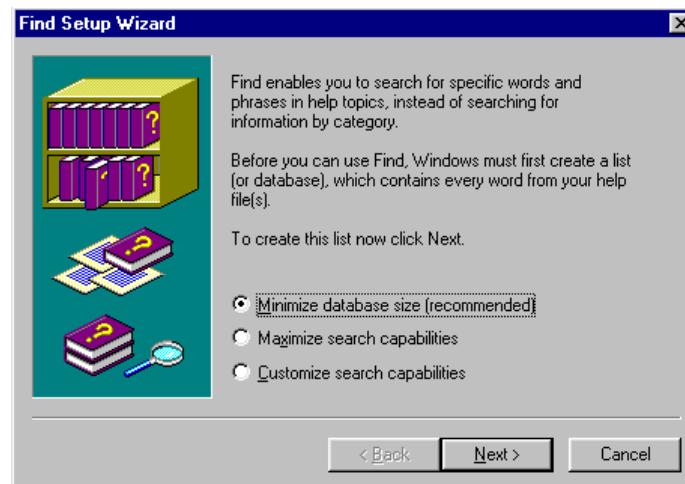 Find Setup Wizard
Find enables you to search for specific words and
phrases in help topics, instead of searching for
information by category.
Before you can use Find, Windows must first create a list
(or database), which contains every word from your help
file(s).
To create this list now click Next.
Minimize database size (recommended)
Maximize search capabilities
Customize search capabilities
< Back Next > Cancel